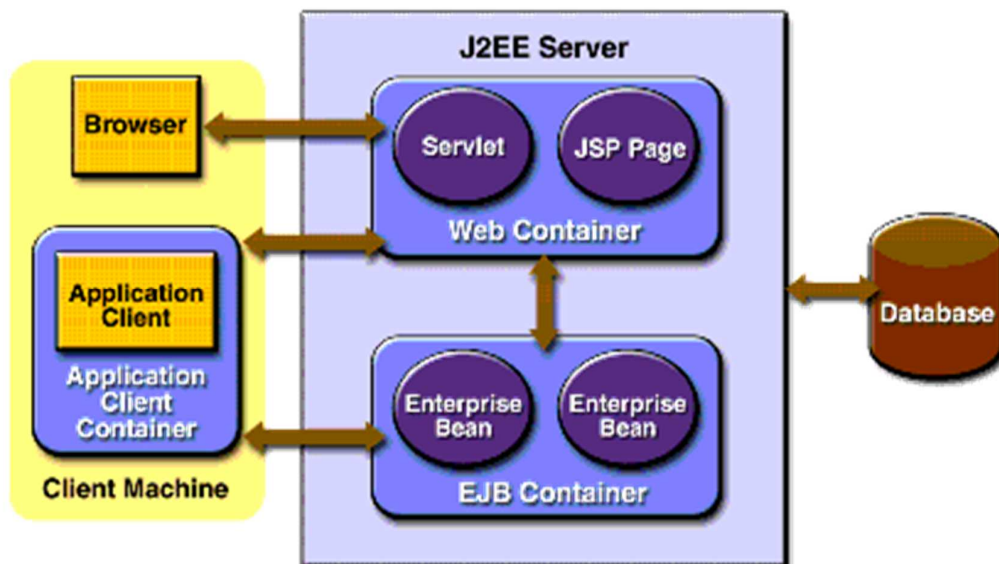 J2EE Server
Browser
Servlet
JSP Page
Web Container
Application
Client
Application
Client
Container
Client Machine
Enterprise
Bean
Enterprise
Bean
EJB Container
Database